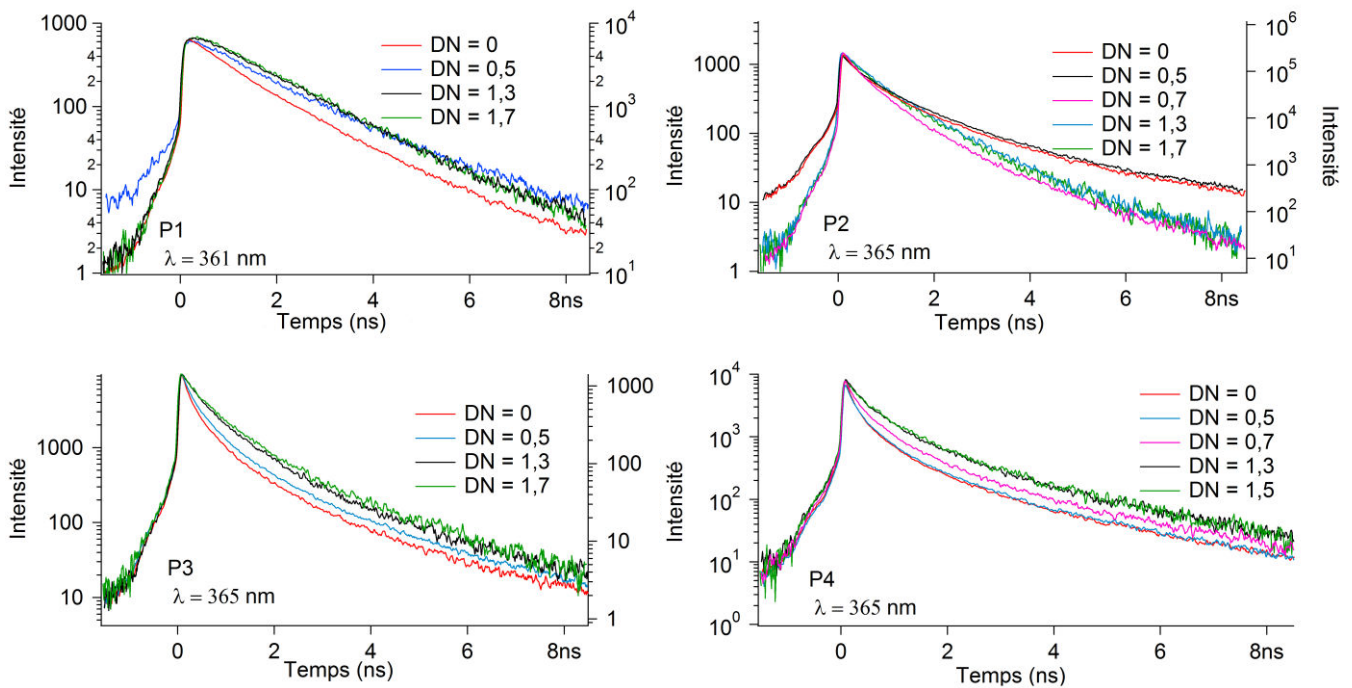 Intensité
1000
4
2
100
4
2
10
4
2
1
10⁴
10³
10²
10¹
DN = 0
DN = 0,5
DN = 1,3
DN = 1,7
P1
λ = 361 nm
0 2 4 6 8ns
Temps (ns)
Intensité
1000
100
10
1
10⁶
10⁵
10⁴
10³
10²
10¹
Intensité
DN = 0
DN = 0,5
DN = 0,7
DN = 1,3
DN = 1,7
P2
λ = 365 nm
0 2 4 6 8ns
Temps (ns)
Intensité
1000
100
10
1000
100
10
1
DN = 0
DN = 0,5
DN = 1,3
DN = 1,7
P3
λ = 365 nm
0 2 4 6 8ns
Temps (ns)
Intensité
10⁴
10³
10²
10¹
10⁰
DN = 0
DN = 0,5
DN = 0,7
DN = 1,3
DN = 1,5
P4
λ = 365 nm
0 2 4 6 8ns
Temps (ns)